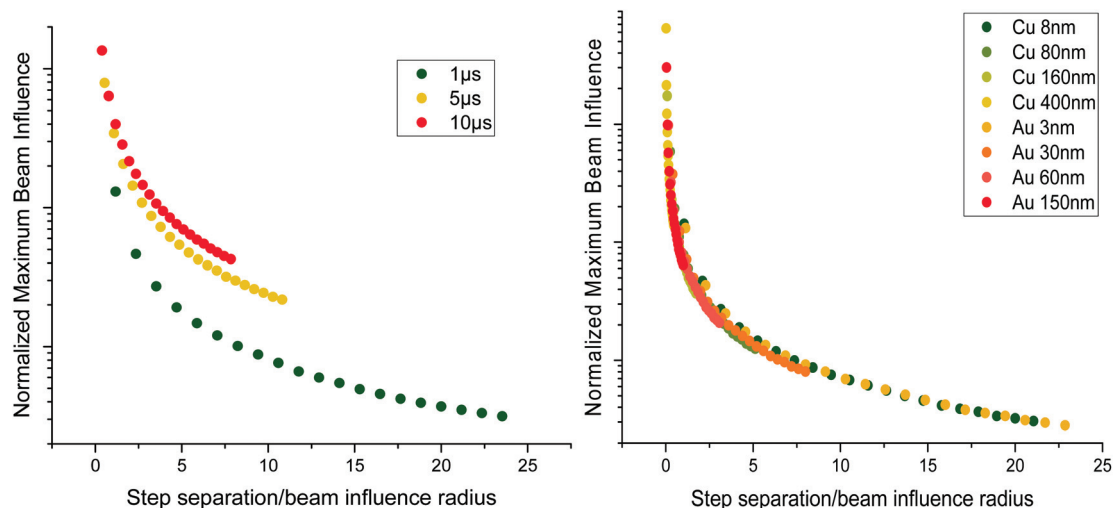 Normalized Maximum Beam Influence
1µs
5µs
10µs
0 5 10 15 20 25
Step separation/beam influence radius
Normalized Maximum Beam Influence
Cu 8nm
Cu 80nm
Cu 160nm
Cu 400nm
Au 3nm
Au 30nm
Au 60nm
Au 150nm
0 5 10 15 20 25
Step separation/beam influence radius